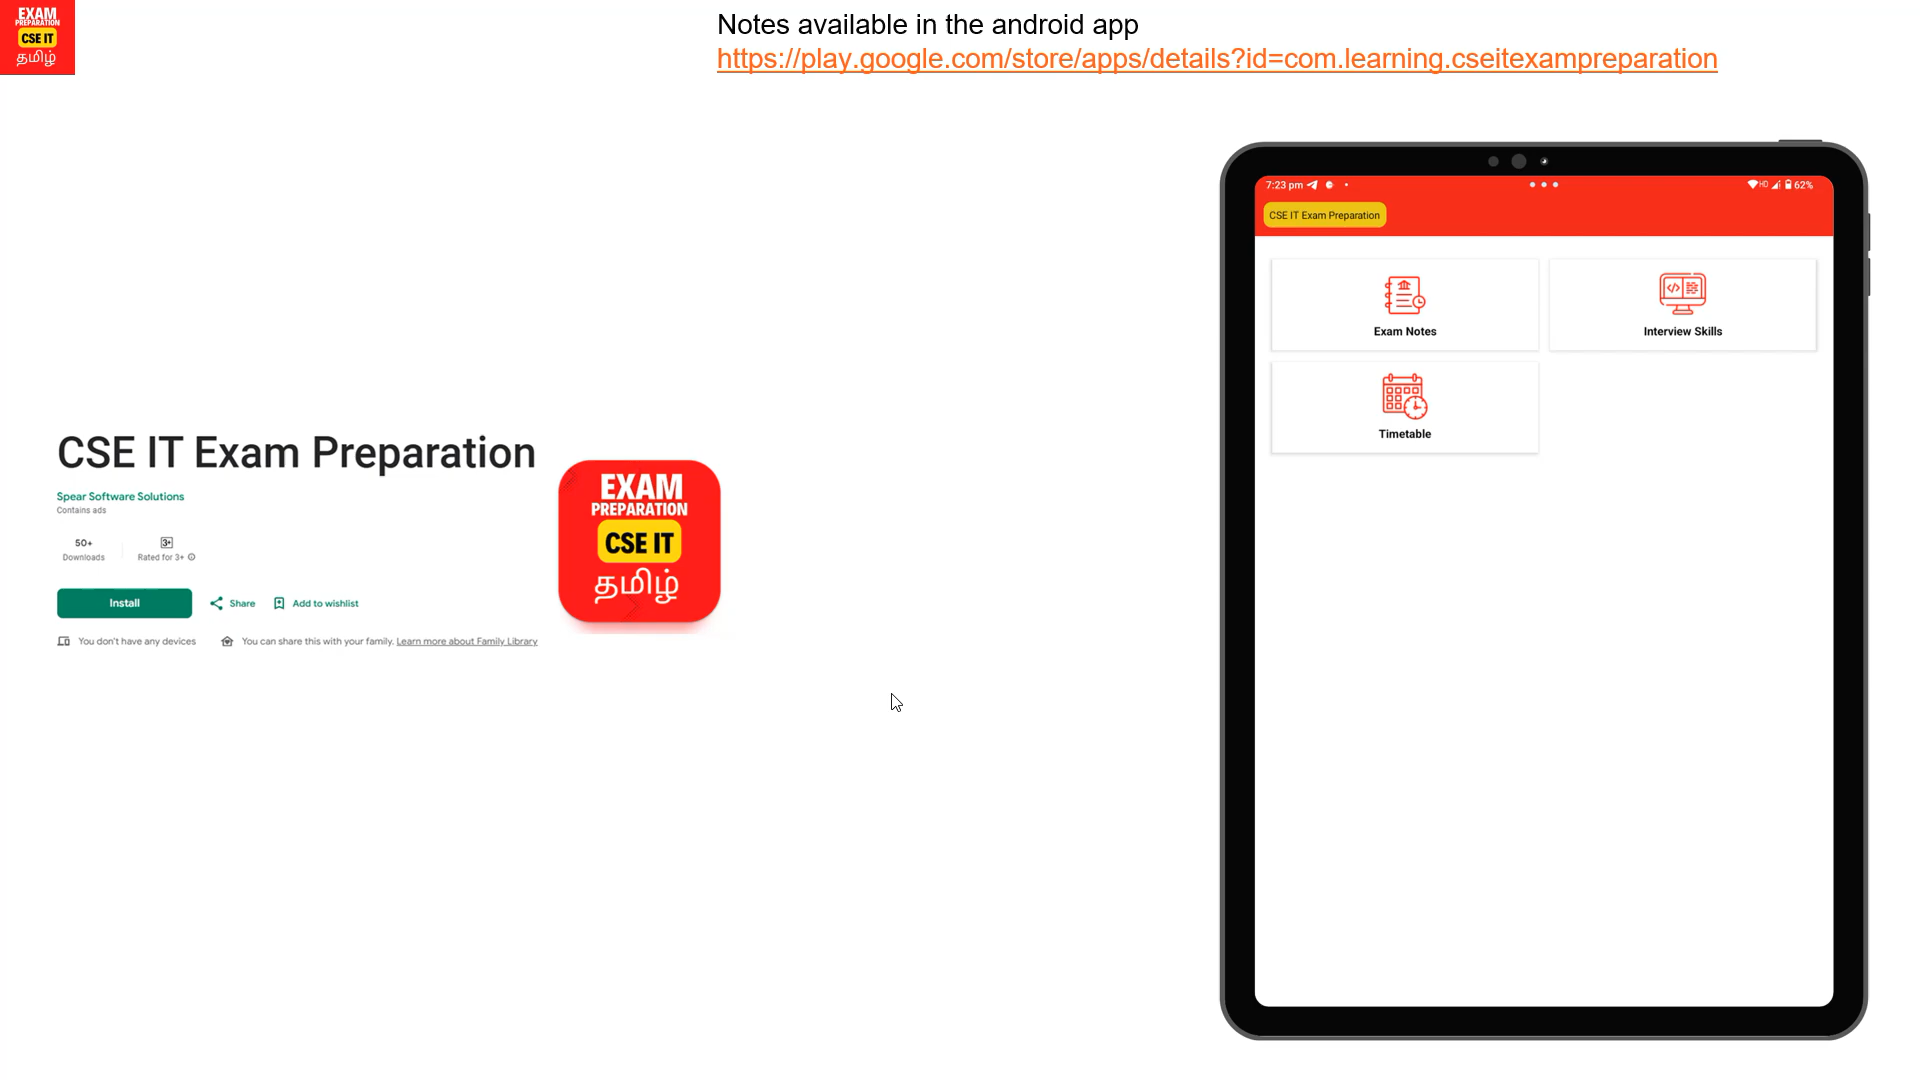 EXAM
PREPARATION
CSE IT
தமிழ்
Notes available in the android app
https://play.google.com/store/apps/details?id=com.learning.cseitexampreparation
CSE IT Exam Preparation
Spear Software Solutions
Contains ads
50+
Downloads
3+
Rated for 3+
Install
Share
Add to wishlist
You don't have any devices
You can share this with your family. Learn more about Family Library
EXAM
PREPARATION
CSE IT
தமிழ்
7:23 pm
HD
62%
CSE IT Exam Preparation
Exam Notes
Interview Skills
Timetable